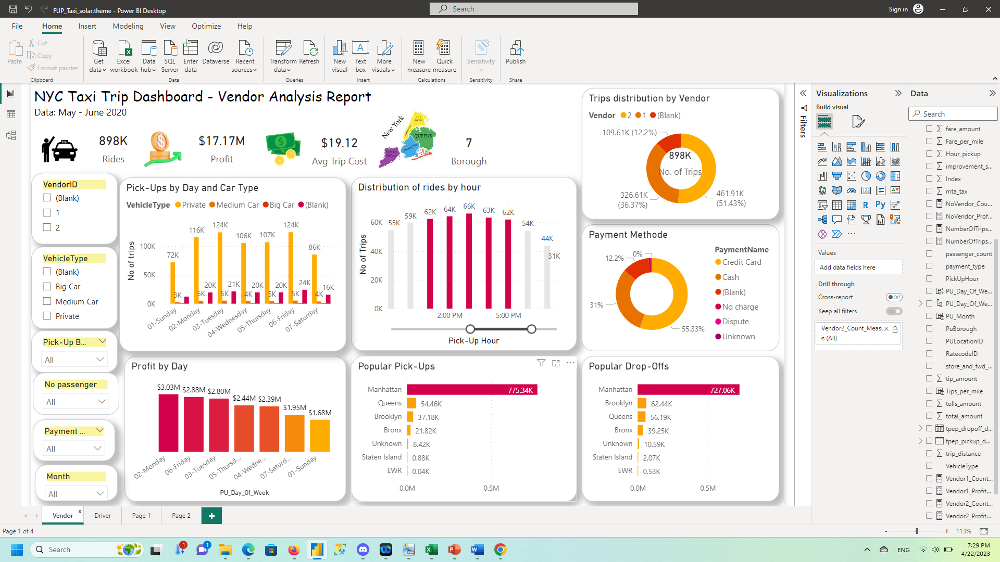 FUP_Taxi_solar.theme - Power BI Desktop
Search
Sign in
File
Home
Insert
Modeling
View
Optimize
Help
Paste
Cut
Copy
Format painter
Clipboard
Get data
Excel workbook
Data hub
SQL Server
Enter data
Dataverse
Recent sources
Data
Transform data
Refresh
Queries
New visual
Text box
More visuals
Insert
New measure
Quick measure
Calculations
Sensitivity
Sensitivity
Publish
Share
NYC Taxi Trip Dashboard - Vendor Analysis Report
Data: May - June 2020
TAXI
898K
Rides
$17.17M
Profit
$19.12
Avg Trip Cost
New York
THE BRONX
QUEENS
BROOKLYN
STATEN ISLAND
7
Borough
VendorID
(Blank)
1
2
VehicleType
(Blank)
Big Car
Medium Car
Private
Pick-Up B...
All
No passenger
All
Payment ...
All
Month
All
Pick-Ups by Day and Car Type
VehicleType Private Medium Car Big Car (Blank)
No of trips
100K
50K
0K
72K
116K
124K
106K
107K
124K
86K
3K
5K
20K
5K
21K
4K
20K
5K
20K
5K
24K
4K
16K
01-Sunday
02-Monday
03-Tuesday
04-Wednesday
05-Thursday
06-Friday
07-Saturday
Distribution of rides by hour
No of Trips
60K
40K
20K
0K
55K
59K
62K
64K
66K
63K
62K
54K
44K
31K
2:00 PM
5:00 PM
Pick-Up Hour
Trips distribution by Vendor
Vendor 2 1 (Blank)
109.61K (12.2%)
898K
No. of Trips
326.61K
(36.37%)
461.91K
(51.43%)
Payment Methode
12.2%
0%
31%
55.33%
PaymentName
Credit Card
Cash
(Blank)
No charge
Dispute
Unknown
Profit by Day
$3.03M
$2.88M
$2.80M
$2.44M
$2.39M
$1.95M
$1.68M
02-Monday
06-Friday
03-Tuesday
05-Thursd...
04-Wedne...
07-Saturd...
01-Sunday
PU_Day_Of_Week
Popular Pick-Ups
Manhattan 775.34K
Queens 54.46K
Brooklyn 37.18K
Bronx 21.82K
Unknown 8.42K
Staten Island 0.88K
EWR 0.04K
0.0M 0.5M
Popular Drop-Offs
Manhattan 727.06K
Brooklyn 62.44K
Queens 56.19K
Bronx 39.25K
Unknown 10.59K
Staten Island 2.07K
EWR 0.53K
0.0M 0.5M
Filters
Visualizations
Build visual
R
Py
123
Values
Add data fields here
Drill through
Cross-report
Off
Keep all filters
On
Vendor2_Count_Measu
is (All)
Data
Search
fare_amount
Fare_per_mile
Hour_pickup
improvement_s...
Index
mta_tax
NoVendor_Cou...
NoVendor_Prof...
NumberOfTrips...
NumberOfTrips...
passenger_count
payment_type
PickUpHour
PU_Day_Of_We...
PU_Day_Of_We...
PU_Month
PuBorough
PULocationID
RatecodeID
store_and_fwd_...
tip_amount
Tips_per_mile
tolls_amount
total_amount
tpep_dropoff_d...
tpep_pickup_d...
trip_distance
VehicleType
Vendor1_Count...
Vendor1_Profit...
Vendor2_Count...
Vendor2_Profit...
Vendor
x
Driver
Page 1
Page 2
+
Page 1 of 4
- + 113%
Search
1
1
ENG
7:29 PM
4/22/2023